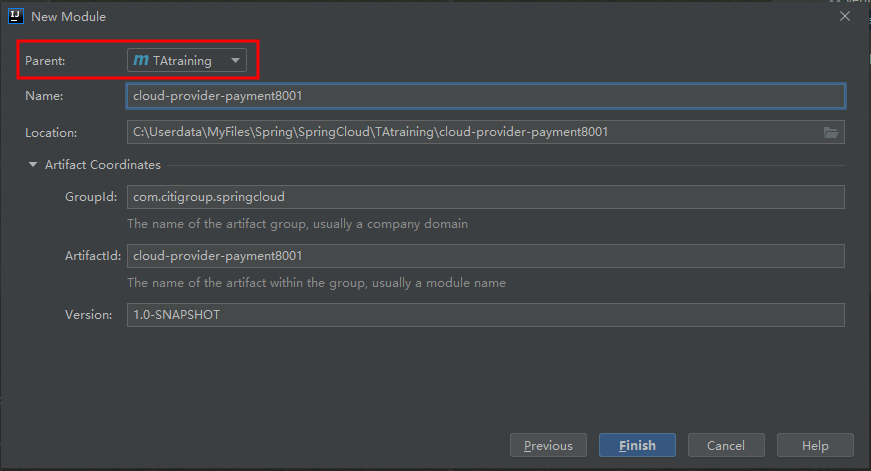 IJ New Module
Parent: m TAtraining
Name: cloud-provider-payment8001
Location: C:\Userdata\MyFiles\Spring\SpringCloud\TAtraining\cloud-provider-payment8001
Artifact Coordinates
GroupId: com.citigroup.springcloud
The name of the artifact group, usually a company domain
ArtifactId: cloud-provider-payment8001
The name of the artifact within the group, usually a module name
Version: 1.0-SNAPSHOT
Previous Finish Cancel Help